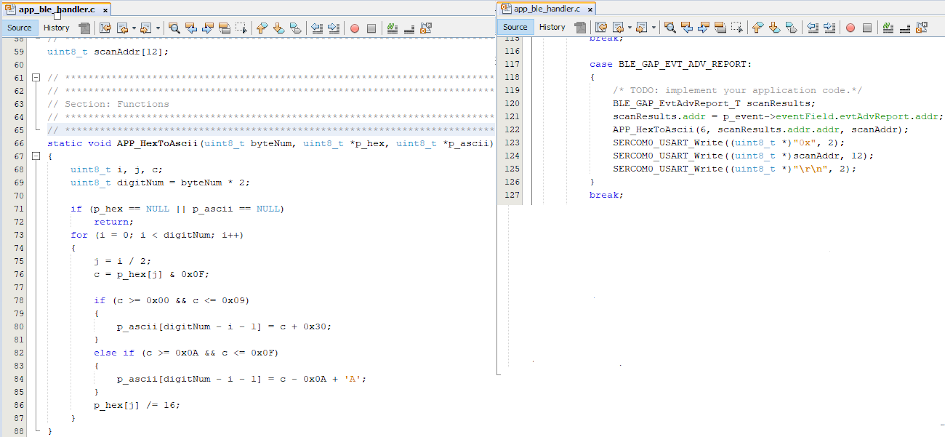 app_ble_handler.c
Source History
58 //
59 uint8_t scanAddr[12];
60
61 // ************************************************************************
62 // ************************************************************************
63 // Section: Functions
64 // ************************************************************************
65 // ************************************************************************
66 static void APP_HexToAscii(uint8_t byteNum, uint8_t *p_hex, uint8_t *p_ascii)
67 {
68 uint8_t i, j, c;
69 uint8_t digitNum = byteNum * 2;
70
71 if (p_hex == NULL || p_ascii == NULL)
72 return;
73 for (i = 0; i < digitNum; i++)
74 {
75 j = i / 2;
76 c = p_hex[j] & 0x0F;
77
78 if (c >= 0x00 && c <= 0x09)
79 {
80 p_ascii[digitNum - i - 1] = c + 0x30;
81 }
82 else if (c >= 0x0A && c <= 0x0F)
83 {
84 p_ascii[digitNum - i - 1] = c - 0x0A + 'A';
85 }
86 p_hex[j] /= 16;
87 }
88 }
app_ble_handler.c
Source History
115 break;
116
117 case BLE_GAP_EVT_ADV_REPORT:
118 {
119 /* TODO: implement your application code.*/
120 BLE_GAP_EvtAdvReport_T scanResults;
121 scanResults.addr = p_event->eventField.evtAdvReport.addr;
122 APP_HexToAscii(6, scanResults.addr.addr, scanAddr);
123 SERCOM0_USART_Write((uint8_t *)"0x", 2);
124 SERCOM0_USART_Write((uint8_t *)scanAddr, 12);
125 SERCOM0_USART_Write((uint8_t *)"\r\n", 2);
126 }
127 break;